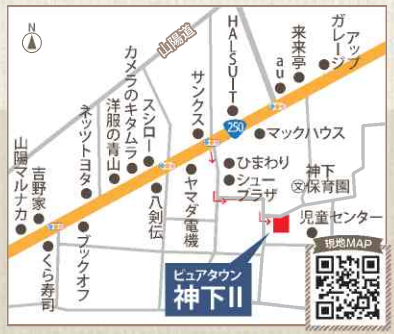 N
山陽道
HALSUIT
au
来来亭
アップ
ガレージ
サンクス
スシロー
カメラのキタムラ
洋服の青山
ネッツトヨタ
吉野家
山陽マルナカ
250
マックハウス
ひまわり
シュー
プラザ
神下
保育園
文
児童センター
ヤマダ電機
八剣伝
ブックオフ
くら寿司
ピュアタウン
神下II
現地MAP